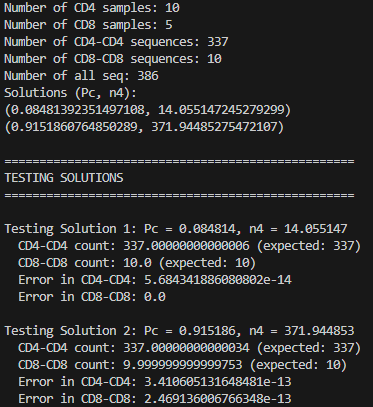 Number of CD4 samples: 10
Number of CD8 samples: 5
Number of CD4-CD4 sequences: 337
Number of CD8-CD8 sequences: 10
Number of all seq: 386
Solutions (Pc, n4):
(0.08481392351497108, 14.055147245279299)
(0.9151860764850289, 371.94485275472107)

==================================================
TESTING SOLUTIONS
==================================================

Testing Solution 1: Pc = 0.084814, n4 = 14.055147
  CD4-CD4 count: 337.00000000000006 (expected: 337)
  CD8-CD8 count: 10.0 (expected: 10)
  Error in CD4-CD4: 5.684341886080802e-14
  Error in CD8-CD8: 0.0

Testing Solution 2: Pc = 0.915186, n4 = 371.944853
  CD4-CD4 count: 337.00000000000034 (expected: 337)
  CD8-CD8 count: 9.999999999999753 (expected: 10)
  Error in CD4-CD4: 3.410605131648481e-13
  Error in CD8-CD8: 2.469136006766348e-13